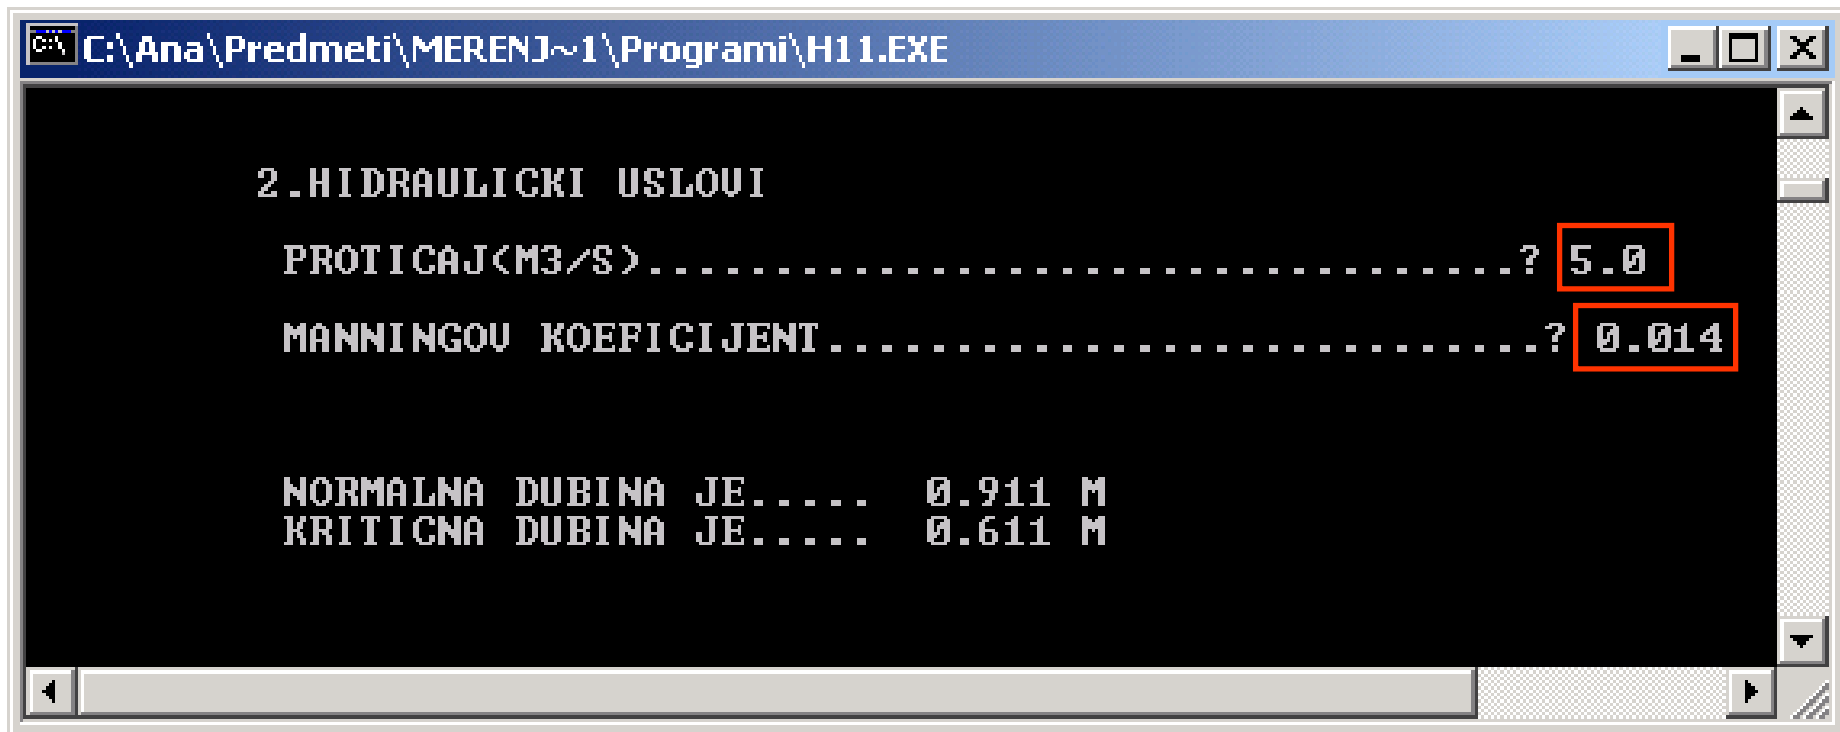 C:\Ana\Predmeti\MERENJ~1\Programi\H11.EXE
2.HIDRAULICKI USLOVI
PROTICAJ(M3/S)..................................? 5.0
MANNINGOV KOEFICIJENT............................? 0.014
NORMALNA DUBINA JE..... 0.911 M
KRITICNA DUBINA JE..... 0.611 M